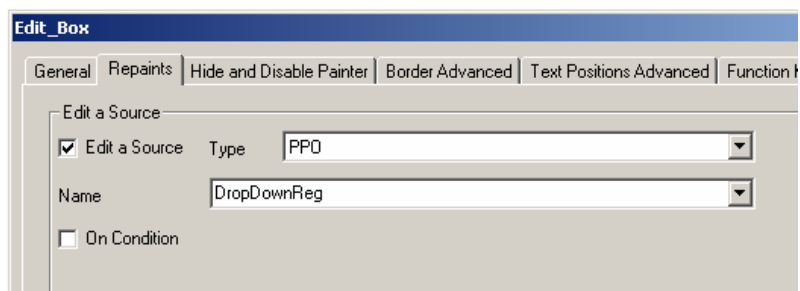 Edit_Box
General Repaints Hide and Disable Painter Border Advanced Text Positions Advanced Function
Edit a Source
Edit a Source Type PPO
Name DropDownReg
On Condition